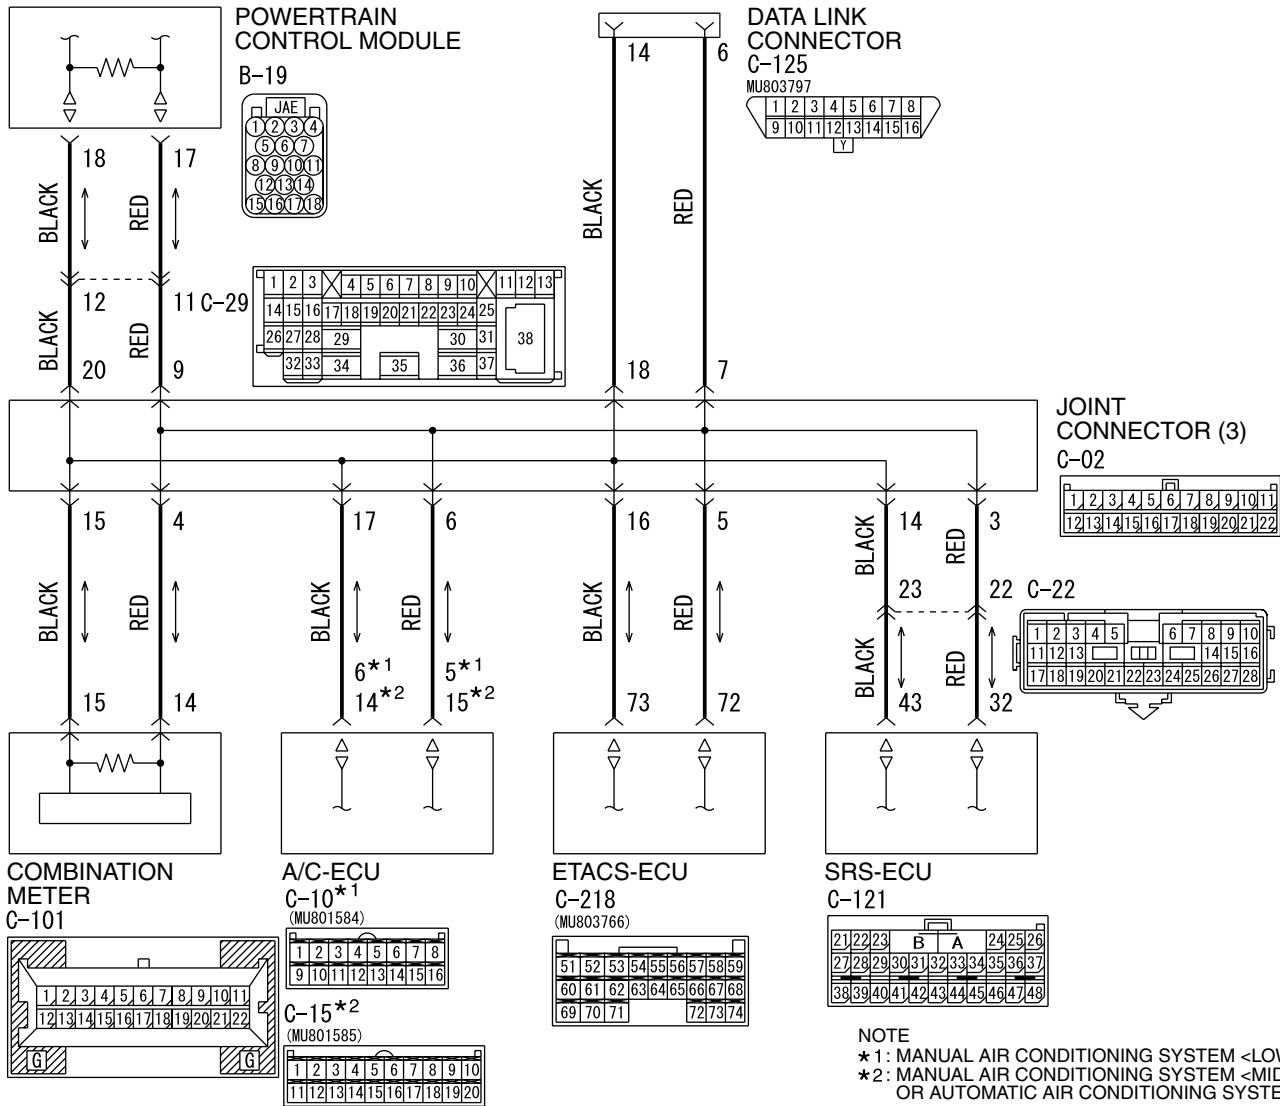 POWERTRAIN
CONTROL MODULE
B-19
JAE
1 2 3 4
5 6 7
8 9 10 11
12 13 14
15 16 17 18
DATA LINK
CONNECTOR
C-125
MU803797
1 2 3 4 5 6 7 8
9 10 11 12 13 14 15 16
Y
14 6
18 17
BLACK RED
BLACK RED
12 11 C-29
1 2 3 4 5 6 7 8 9 10 11 12 13
14 15 16 17 18 19 20 21 22 23 24 25
26 27 28 29 30 31 38
32 33 34 35 36 37
BLACK RED
20 9
18 7
JOINT
CONNECTOR (3)
C-02
1 2 3 4 5 6 7 8 9 10 11
12 13 14 15 16 17 18 19 20 21 22
15 4 17 6 16 5 14 3
BLACK RED
23 22 C-22
1 2 3 4 5 6 7 8 9 10
11 12 13 14 15 16
17 18 19 20 21 22 23 24 25 26 27 28
BLACK RED BLACK RED BLACK RED BLACK RED
6*1 5*1
14*2 15*2
15 14 73 72 43 32
COMBINATION
METER
C-101
1 2 3 4 5 6 7 8 9 10 11
12 13 14 15 16 17 18 19 20 21 22
G G
A/C-ECU
C-10*1
(MU801584)
1 2 3 4 5 6 7 8
9 10 11 12 13 14 15 16
C-15*2
(MU801585)
1 2 3 4 5 6 7 8 9 10
11 12 13 14 15 16 17 18 19 20
ETACS-ECU
C-218
(MU803766)
51 52 53 54 55 56 57 58 59
60 61 62 63 64 65 66 67 68
69 70 71 72 73 74
SRS-ECU
C-121
21 22 23 B A 24 25 26
27 28 29 30 31 32 33 34 35 36 37
38 39 40 41 42 43 44 45 46 47 48
NOTE
*1: MANUAL AIR CONDITIONING SYSTEM <LOW
*2: MANUAL AIR CONDITIONING SYSTEM <MID
OR AUTOMATIC AIR CONDITIONING SYSTE